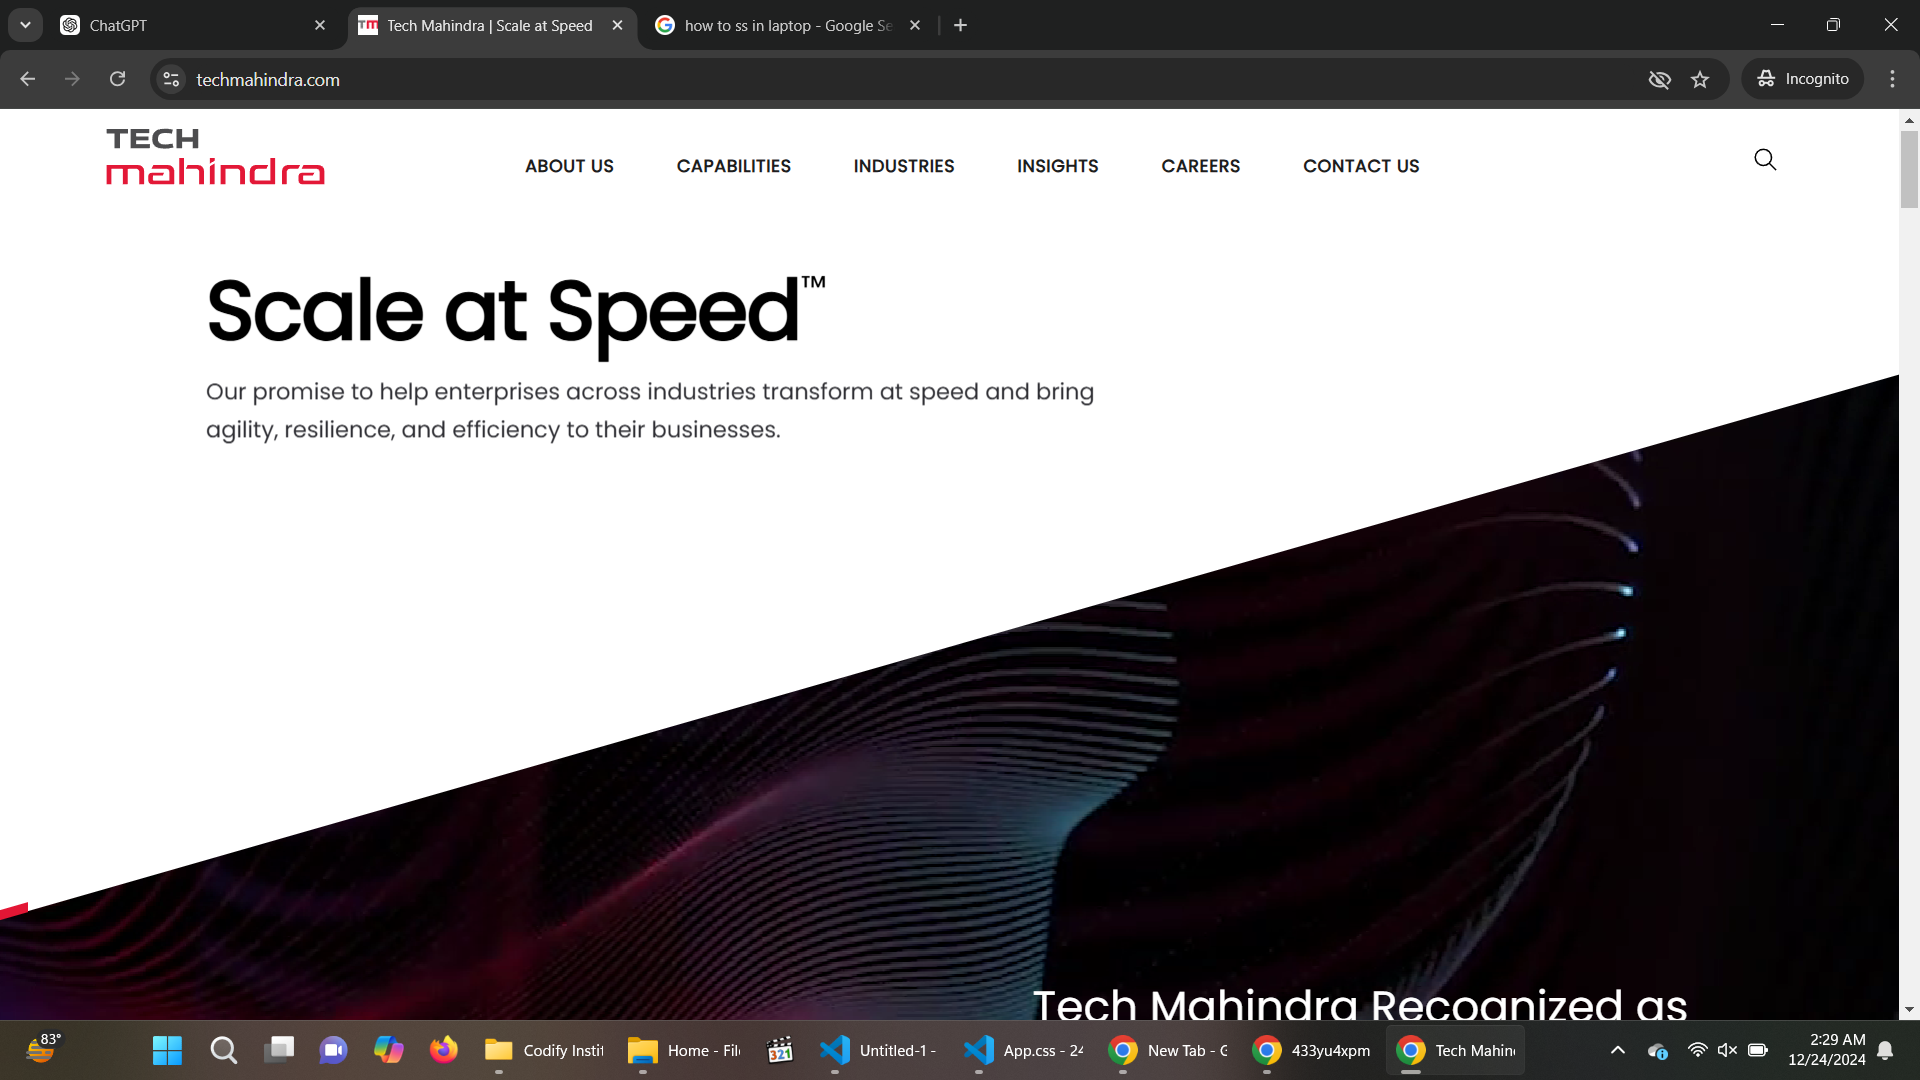 ChatGPT
Tech Mahindra | Scale at Speed
how to ss in laptop - Google Se
techmahindra.com
Incognito
TECH
mahindra
ABOUT US
CAPABILITIES
INDUSTRIES
INSIGHTS
CAREERS
CONTACT US
Scale at Speed™
Our promise to help enterprises across industries transform at speed and bring
agility, resilience, and efficiency to their businesses.
Tech Mahindra Recognized as
83°
321
Codify Instit
Home - File
Untitled-1 -
App.css - 24
New Tab - G
433yu4xpm
Tech Mahin
2:29 AM
12/24/2024